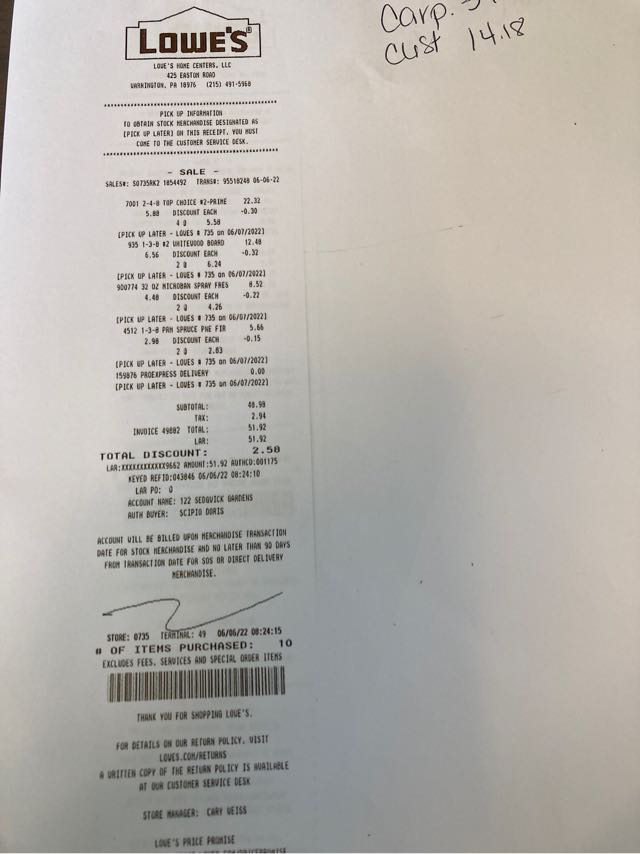 Carp.
Cust 14.18
LOWE'S®
LOWE'S HOME CENTERS, LLC
425 EASTON ROAD
WARRINGTON, PA 18976 (215) 491-5968
PICK UP INFORMATION
TO OBTAIN STOCK MERCHANDISE DESIGNATED AS
[PICK UP LATER] ON THIS RECEIPT, YOU MUST
COME TO THE CUSTOMER SERVICE DESK.
- SALE -
SALES#: S0735RK2 1854492 TRANS#: 95518248 06-06-22
7001 2-4-8 TOP CHOICE #2-PRIME 22.32
5.88 DISCOUNT EACH -0.30
4 @ 5.58
[PICK UP LATER - LOWES # 735 on 06/07/2022]
935 1-3-8 #2 WHITEWOOD BOARD 12.48
6.56 DISCOUNT EACH -0.32
2 @ 6.24
[PICK UP LATER - LOWES # 735 on 06/07/2022]
900774 32 OZ MICROBAN SPRAY FRES 8.52
4.48 DISCOUNT EACH -0.22
2 @ 4.26
[PICK UP LATER - LOWES # 735 on 06/07/2022]
4512 1-3-8 PRM SPRUCE PNE FIR 5.66
2.98 DISCOUNT EACH -0.15
2 @ 2.83
[PICK UP LATER - LOWES # 735 on 06/07/2022]
159876 PROEXPRESS DELIVERY 0.00
[PICK UP LATER - LOWES # 735 on 06/07/2022]
SUBTOTAL: 48.98
TAX: 2.94
INVOICE 49882 TOTAL: 51.92
LAR: 51.92
TOTAL DISCOUNT: 2.58
LAR:XXXXXXXXXXXX9662 AMOUNT:51.92 AUTHCD:001175
KEYED REFID:043846 06/06/22 08:24:10
LAR PO: 0
ACCOUNT NAME: 122 SEDGWICK GARDENS
AUTH BUYER: SCIPIO DORIS
ACCOUNT WILL BE BILLED UPON MERCHANDISE TRANSACTION
DATE FOR STOCK MERCHANDISE AND NO LATER THAN 90 DAYS
FROM TRANSACTION DATE FOR SOS OR DIRECT DELIVERY
MERCHANDISE.
STORE: 0735 TERMINAL: 49 06/06/22 08:24:15
# OF ITEMS PURCHASED: 10
EXCLUDES FEES, SERVICES AND SPECIAL ORDER ITEMS
THANK YOU FOR SHOPPING LOWE'S.
FOR DETAILS ON OUR RETURN POLICY, VISIT
LOWES.COM/RETURNS
A WRITTEN COPY OF THE RETURN POLICY IS AVAILABLE
AT OUR CUSTOMER SERVICE DESK
STORE MANAGER: CARY WEISS
LOWE'S PRICE PROMISE